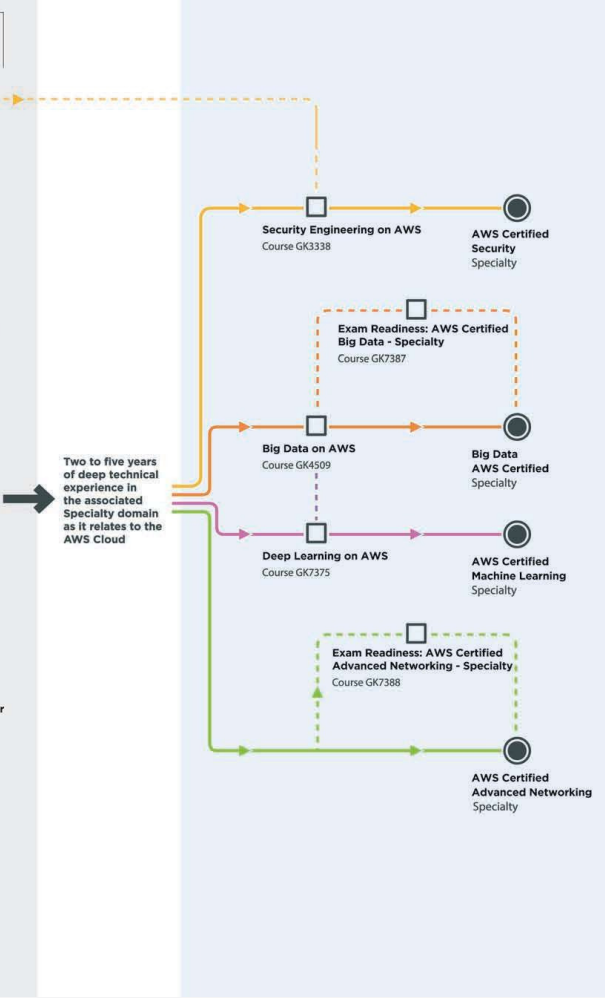 Security Engineering on AWS
Course GK3338
AWS Certified
Security
Specialty
Exam Readiness: AWS Certified
Big Data - Specialty
Course GK7387
Big Data on AWS
Course GK4509
Big Data
AWS Certified
Specialty
Two to five years
of deep technical
experience in
the associated
Specialty domain
as it relates to the
AWS Cloud
Deep Learning on AWS
Course GK7375
AWS Certified
Machine Learning
Specialty
Exam Readiness: AWS Certified
Advanced Networking - Specialty
Course GK7388
r
AWS Certified
Advanced Networking
Specialty